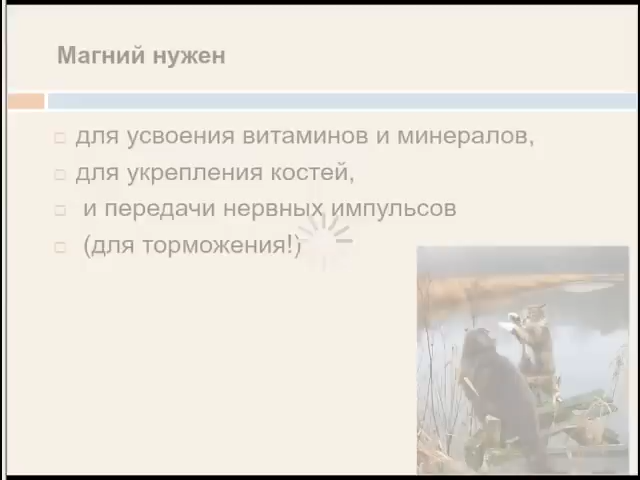 Магний нужен
для усвоения витаминов и минералов,
для укрепления костей,
и передачи нервных импульсов
(для торможения!)